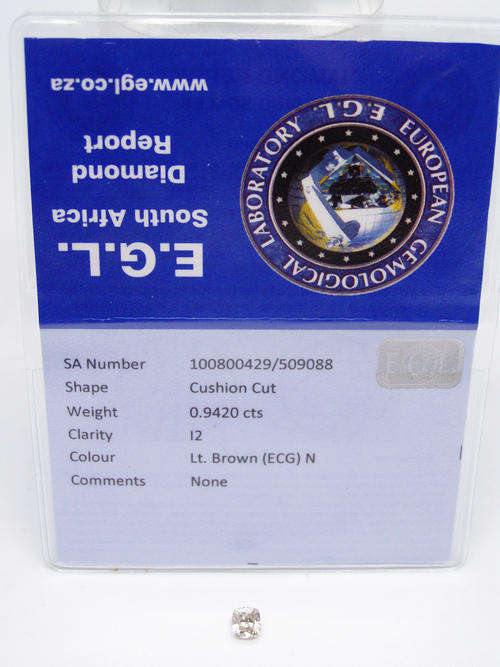 www.egl.co.za
E.G.L.
South Africa
Diamond
Report
E.G.L. EUROPEAN GEMOLOGICAL LABORATORY
SA Number 100800429/509088
Shape Cushion Cut
Weight 0.9420 cts
Clarity I2
Colour Lt. Brown (ECG) N
Comments None
E.G.L.